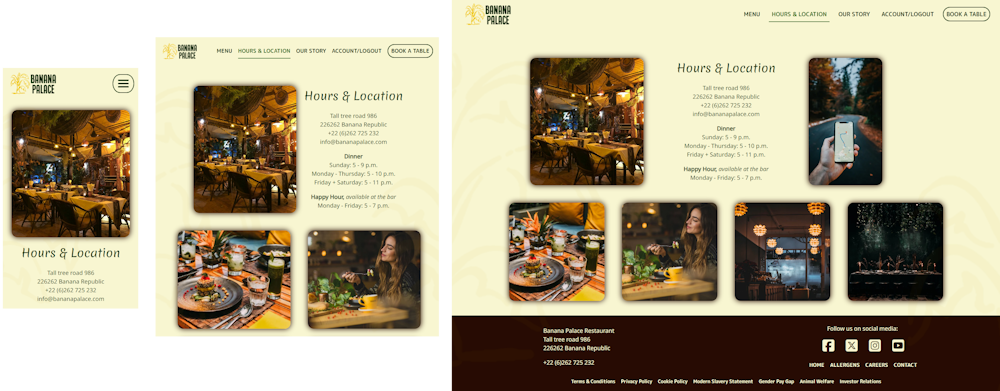 BANANA
PALACE
BANANA
PALACE
MENU
HOURS & LOCATION
OUR STORY
ACCOUNT/LOGOUT
BOOK A TABLE
BANANA
PALACE
MENU
HOURS & LOCATION
OUR STORY
ACCOUNT/LOGOUT
BOOK A TABLE
Hours & Location
Tall tree road 986
226262 Banana Republic
+22 (6)262 725 232
info@bananapalace.com
Hours & Location
Tall tree road 986
226262 Banana Republic
+22 (6)262 725 232
info@bananapalace.com
Dinner
Sunday: 5 - 9 p.m.
Monday - Thursday: 5 - 10 p.m.
Friday + Saturday: 5 - 11 p.m.
Happy Hour, available at the bar
Monday - Friday: 5 - 7 p.m.
Hours & Location
Tall tree road 986
226262 Banana Republic
+22 (6)262 725 232
info@bananapalace.com
Dinner
Sunday: 5 - 9 p.m.
Monday - Thursday: 5 - 10 p.m.
Friday + Saturday: 5 - 11 p.m.
Happy Hour, available at the bar
Monday - Friday: 5 - 7 p.m.
Banana Palace Restaurant
Tall tree road 986
226262 Banana Republic
+22 (6)262 725 232
Follow us on social media:
HOME ALLERGENS CAREERS CONTACT
Terms & Conditions Privacy Policy Cookie Policy Modern Slavery Statement Gender Pay Gap Animal Welfare Investor Relations